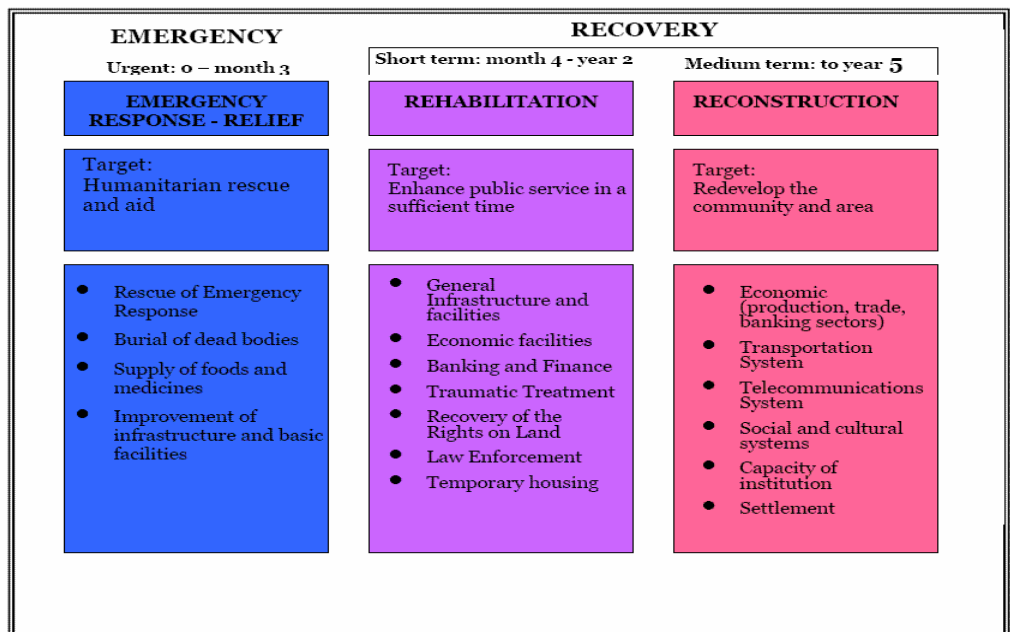 EMERGENCY
RECOVERY
Urgent: 0 – month 3
Short term: month 4 - year 2
Medium term: to year 5
EMERGENCY
RESPONSE - RELIEF
REHABILITATION
RECONSTRUCTION
Target:
Humanitarian rescue
and aid
Target:
Enhance public service in a
sufficient time
Target:
Redevelop the
community and area
• Rescue of Emergency
Response
• Burial of dead bodies
• Supply of foods and
medicines
• Improvement of
infrastructure and basic
facilities
• General
Infrastructure and
facilities
• Economic facilities
• Banking and Finance
• Traumatic Treatment
• Recovery of the
Rights on Land
• Law Enforcement
• Temporary housing
• Economic
(production, trade,
banking sectors)
• Transportation
System
• Telecommunications
System
• Social and cultural
systems
• Capacity of
institution
• Settlement